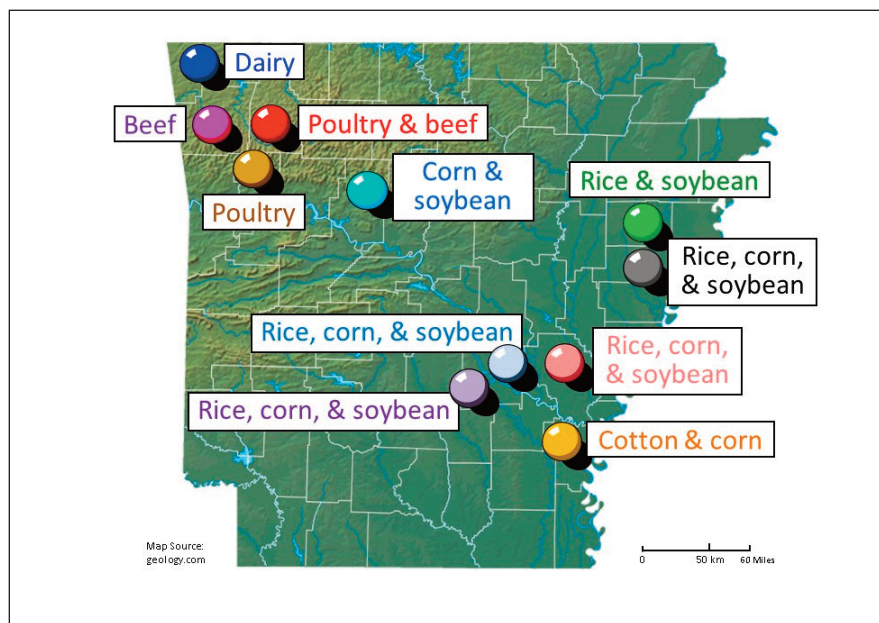 Dairy
Beef
Poultry & beef
Poultry
Corn &
soybean
Rice & soybean
Rice, corn,
& soybean
Rice, corn, & soybean
Rice, corn,
& soybean
Rice, corn, & soybean
Cotton & corn
Map Source:
geology.com
0 50 km 60 Miles